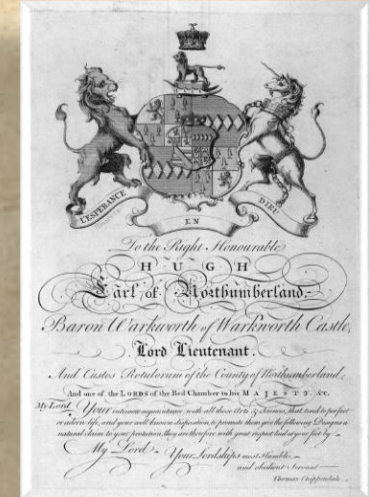 L'ESPERANCE EN DIEU
To the Right Honourable
HUGH
Earl of Northumberland,
Baron Warkworth of Warkworth Castle,
Lord Lieutenant.
And Custos Rotulorum of the County of Northumberland;
And one of the LORDS of the Bed Chamber to his MAJESTY, &c.
My Lord
Your intimate acquaintance with all those Arts & Sciences, that tend to perfect
or adorn life, and your well known disposition to promote them give the following Designs a
natural claim to your protection, they are therefore with great respect laid at your feet by
My Lord
Your Lordships most Humble
and obedient Servant
Thomas Chippendale